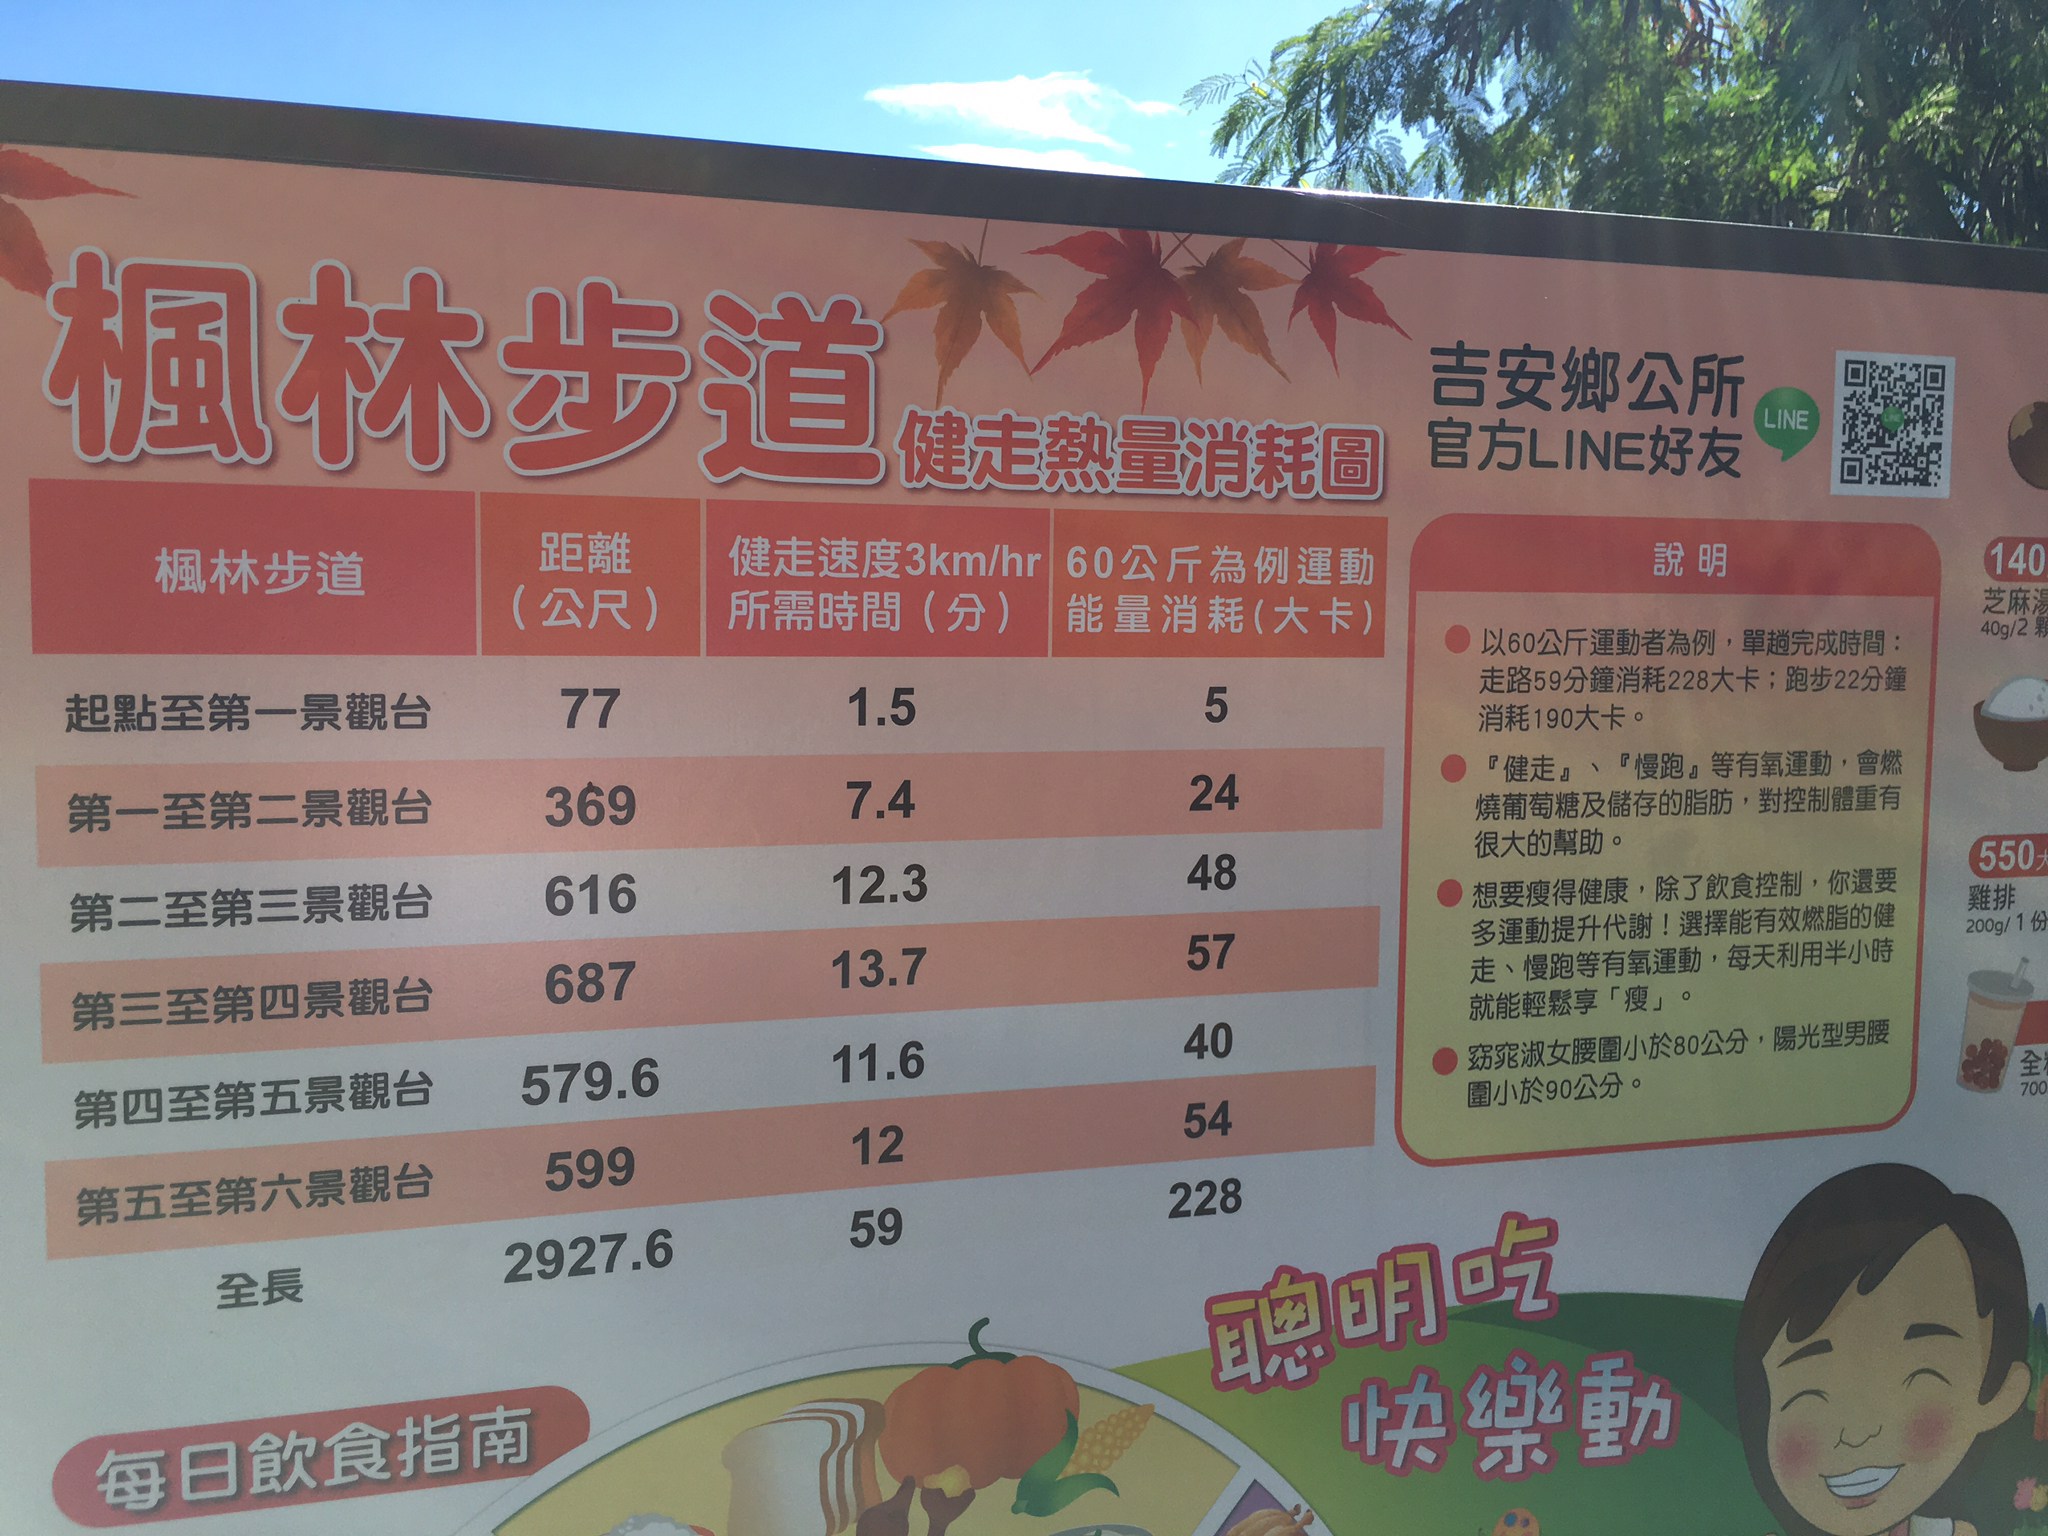 楓林步道 健走熱量消耗圖
吉安鄉公所
官方LINE好友
LINE
楓林步道 距離（公尺） 健走速度3km/hr所需時間（分） 60公斤為例運動能量消耗(大卡)
起點至第一景觀台 77 1.5 5
第一至第二景觀台 369 7.4 24
第二至第三景觀台 616 12.3 48
第三至第四景觀台 687 13.7 57
第四至第五景觀台 579.6 11.6 40
第五至第六景觀台 599 12 54
全長 2927.6 59 228
說明
以60公斤運動者為例，單趟完成時間：
走路59分鐘消耗228大卡；跑步22分鐘
消耗190大卡。
『健走』、『慢跑』等有氧運動，會燃
燒葡萄糖及儲存的脂肪，對控制體重有
很大的幫助。
想要瘦得健康，除了飲食控制，你還要
多運動提升代謝！選擇能有效燃脂的健
走、慢跑等有氧運動，每天利用半小時
就能輕鬆享「瘦」。
窈窕淑女腰圍小於80公分，陽光型男腰
圍小於90公分。
140
芝麻湯
40g/2 顆
550大
雞排
200g/1份
全
700
聰明吃
快樂動
每日飲食指南